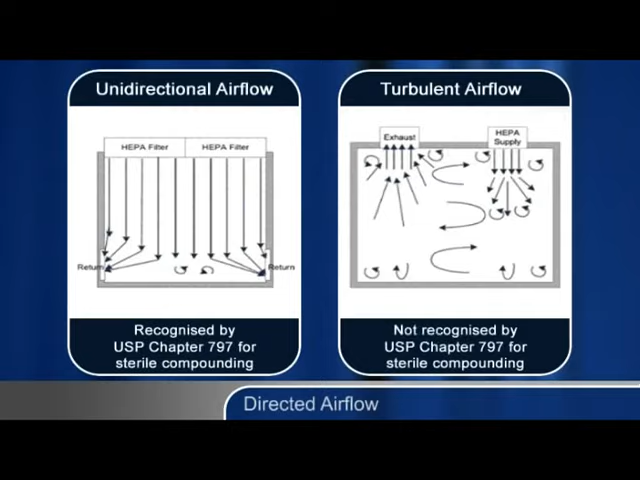 Unidirectional Airflow
HEPA Filter HEPA Filter
Return Return
Recognised by
USP Chapter 797 for
sterile compounding
Turbulent Airflow
Exhaust
HEPA
Supply
Not recognised by
USP Chapter 797 for
sterile compounding
Directed Airflow